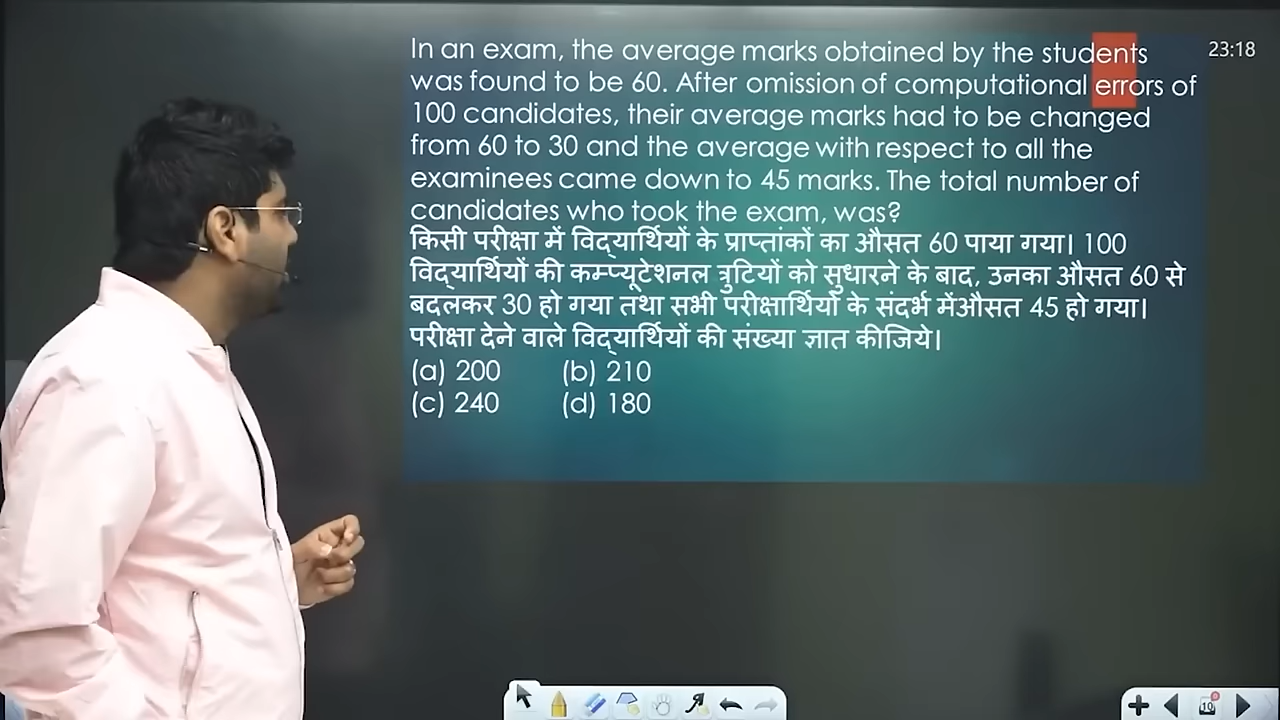 In an exam, the average marks obtained by the students
was found to be 60. After omission of computational errors of
100 candidates, their average marks had to be changed
from 60 to 30 and the average with respect to all the
examinees came down to 45 marks. The total number of
candidates who took the exam, was?
किसी परीक्षा में विद्यार्थियों के प्राप्तांकों का औसत 60 पाया गया। 100
विद्यार्थियों की कम्प्यूटेशनल त्रुटियों को सुधारने के बाद, उनका औसत 60 से
बदलकर 30 हो गया तथा सभी परीक्षार्थियों के संदर्भ मेंऔसत 45 हो गया।
परीक्षा देने वाले विद्यार्थियों की संख्या ज्ञात कीजिये।
(a) 200 (b) 210
(c) 240 (d) 180
23:18
10